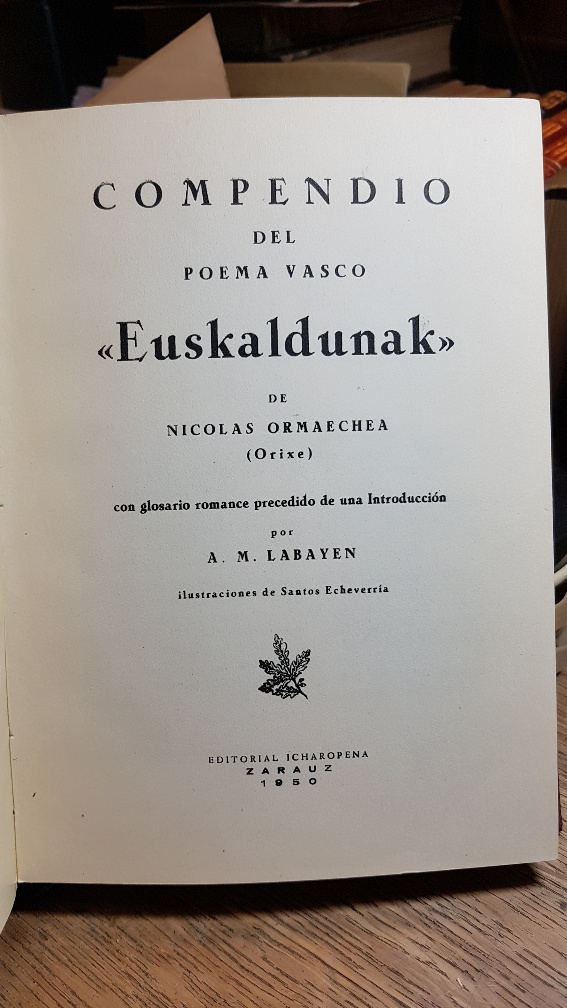 COMPENDIO
DEL
POEMA VASCO
«Euskaldunak»
DE
NICOLAS ORMAECHEA
(Orixe)
con glosario romance precedido de una Introducción
por
A. M. LABAYEN
ilustraciones de Santos Echeverría
EDITORIAL ICHAROPENA
ZARAUZ
1950